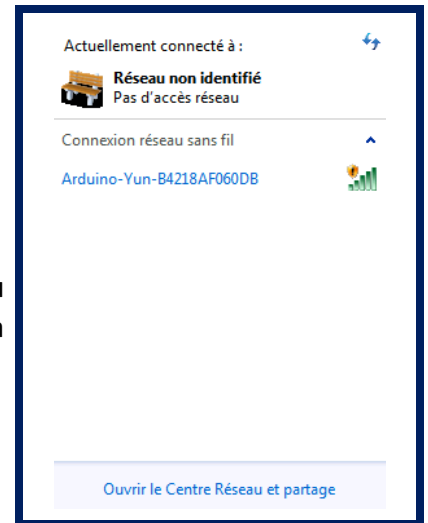 Actuellement connecté à :
Réseau non identifié
Pas d'accès réseau
Connexion réseau sans fil
Arduino-Yun-B4218AF060DB
Ouvrir le Centre Réseau et partage